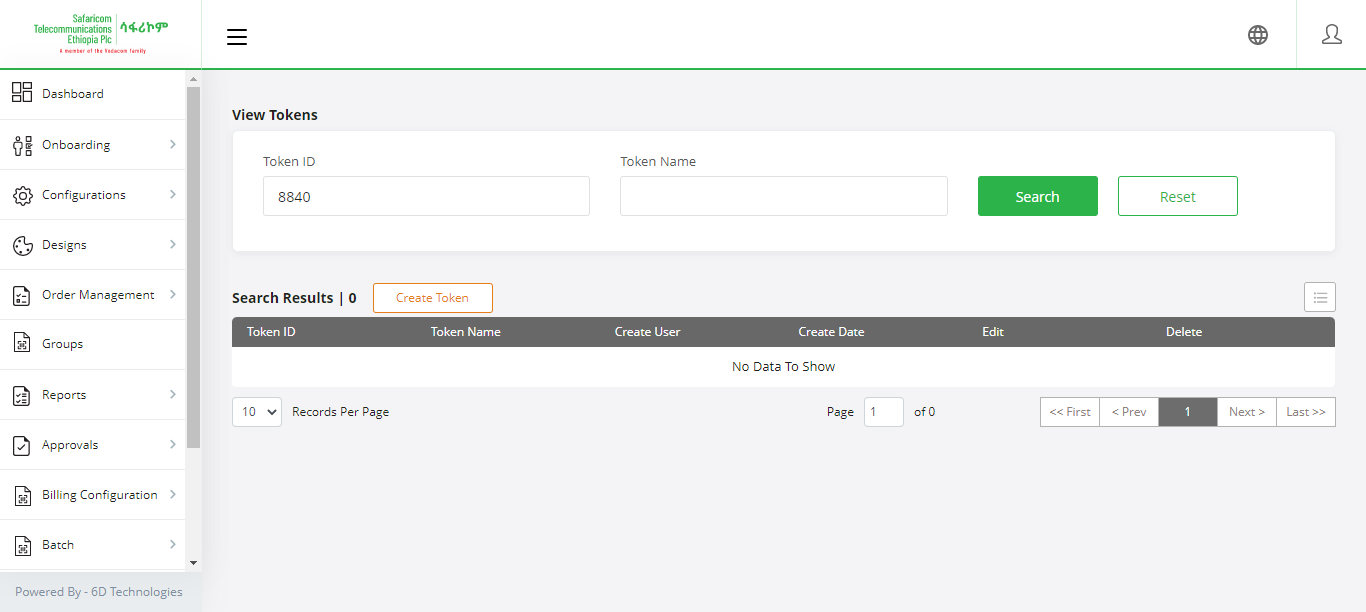 Safaricom
Telecommunications
Ethiopia Plc
ሳፋሪኮም
A member of the Vodacom family
Dashboard
Onboarding
Configurations
Designs
Order Management
Groups
Reports
Approvals
Billing Configuration
Batch
Powered By - 6D Technologies
View Tokens
Token ID
Token Name
8840
Search
Reset
Search Results | 0
Create Token
Token ID Token Name Create User Create Date Edit Delete
No Data To Show
10 Records Per Page Page 1 of 0 << First < Prev 1 Next > Last >>